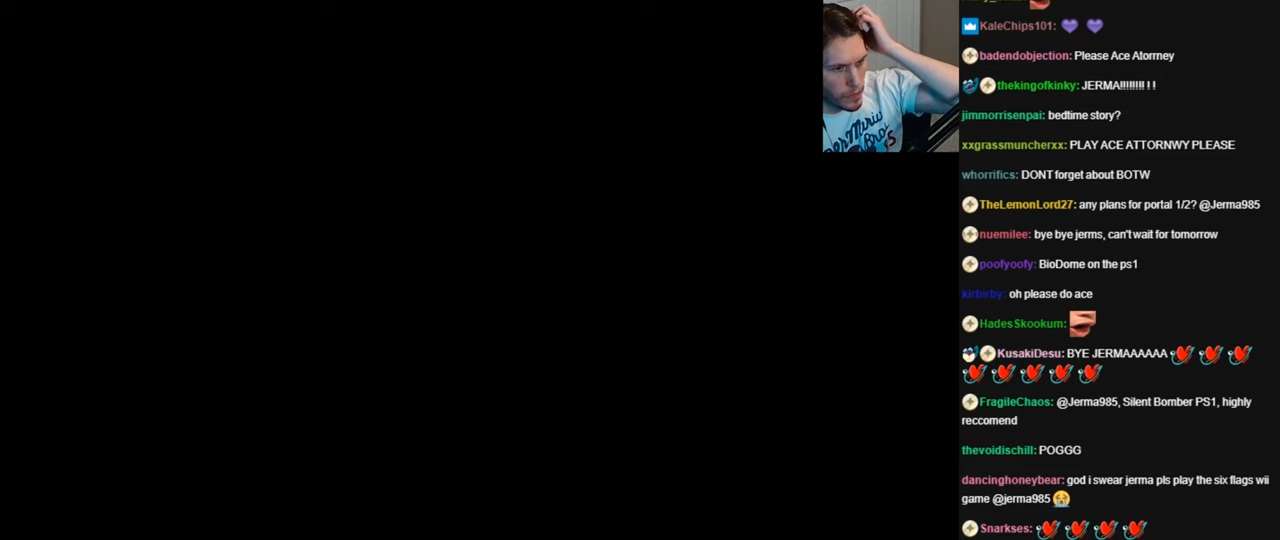 KaleChips101:
badendobjection: Please Ace Atorrney
thekingofkinky: JERMA!!!!!!!!! ! !
jimmorrisenpai: bedtime story?
xxgrassmuncherxx: PLAY ACE ATTORNWY PLEASE
whorrifics: DONT forget about BOTW
TheLemonLord27: any plans for portal 1/2? @Jerma985
nuemilee: bye bye jerms, can't wait for tomorrow
poofyoofy: BioDome on the ps1
kirbirby: oh please do ace
HadesSkookum:
KusakiDesu: BYE JERMAAAAAA
FragileChaos: @Jerma985, Silent Bomber PS1, highly
reccomend
thevoidischill: POGGG
dancinghoneybear: god i swear jerma pls play the six flags wii
game @jerma985
Snarkses: